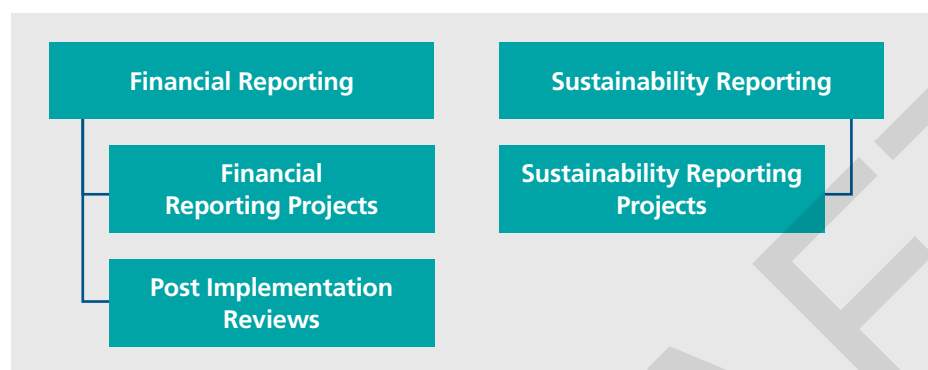 Financial Reporting
Sustainability Reporting
Financial
Reporting Projects
Sustainability Reporting
Projects
Post Implementation
Reviews